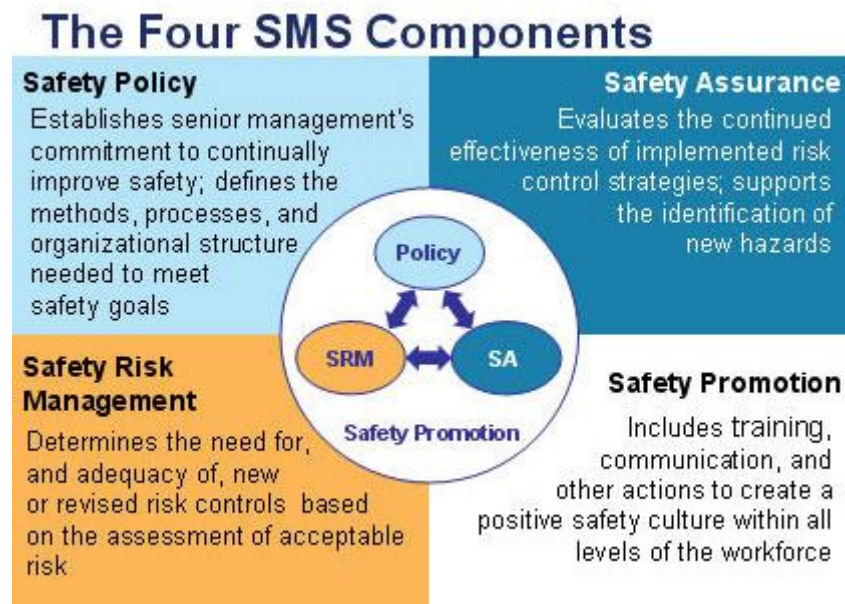 The Four SMS Components
Safety Policy
Establishes senior management's
commitment to continually
improve safety; defines the
methods, processes, and
organizational structure
needed to meet
safety goals
Safety Assurance
Evaluates the continued
effectiveness of implemented risk
control strategies; supports
the identification of
new hazards
Policy
SRM
SA
Safety Promotion
Safety Risk
Management
Determines the need for,
and adequacy of, new
or revised risk controls based
on the assessment of acceptable
risk
Safety Promotion
Includes training,
communication, and
other actions to create a
positive safety culture within all
levels of the workforce